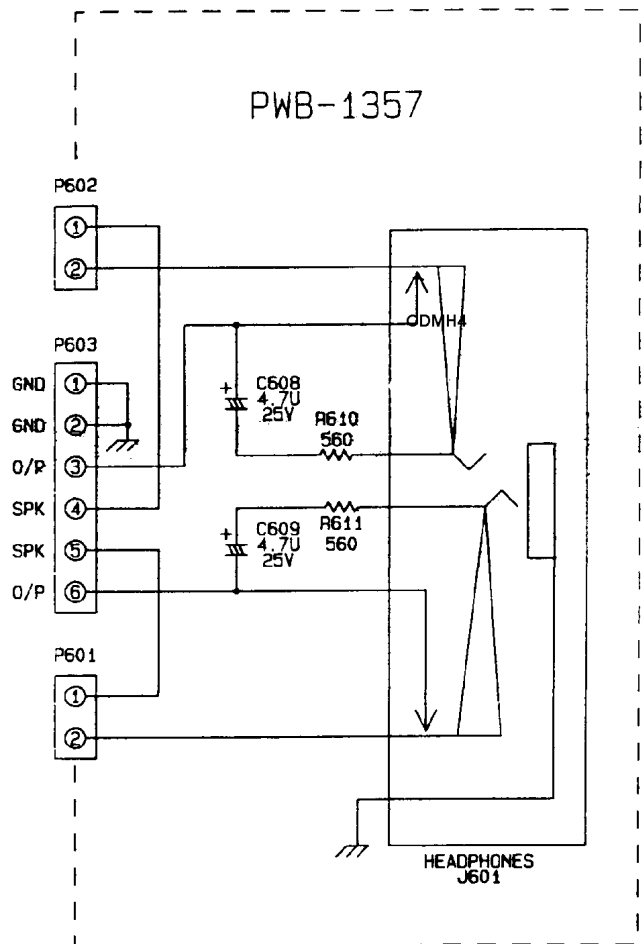 PWB-1357
P602
1
2
P603
GND 1
GND 2
O/P 3
SPK 4
SPK 5
O/P 6
P601
1
2
CDMH4
+ C608
4.7U
25V
R610
560
+ C609
4.7U
25V
R611
560
HEADPHONES
J601